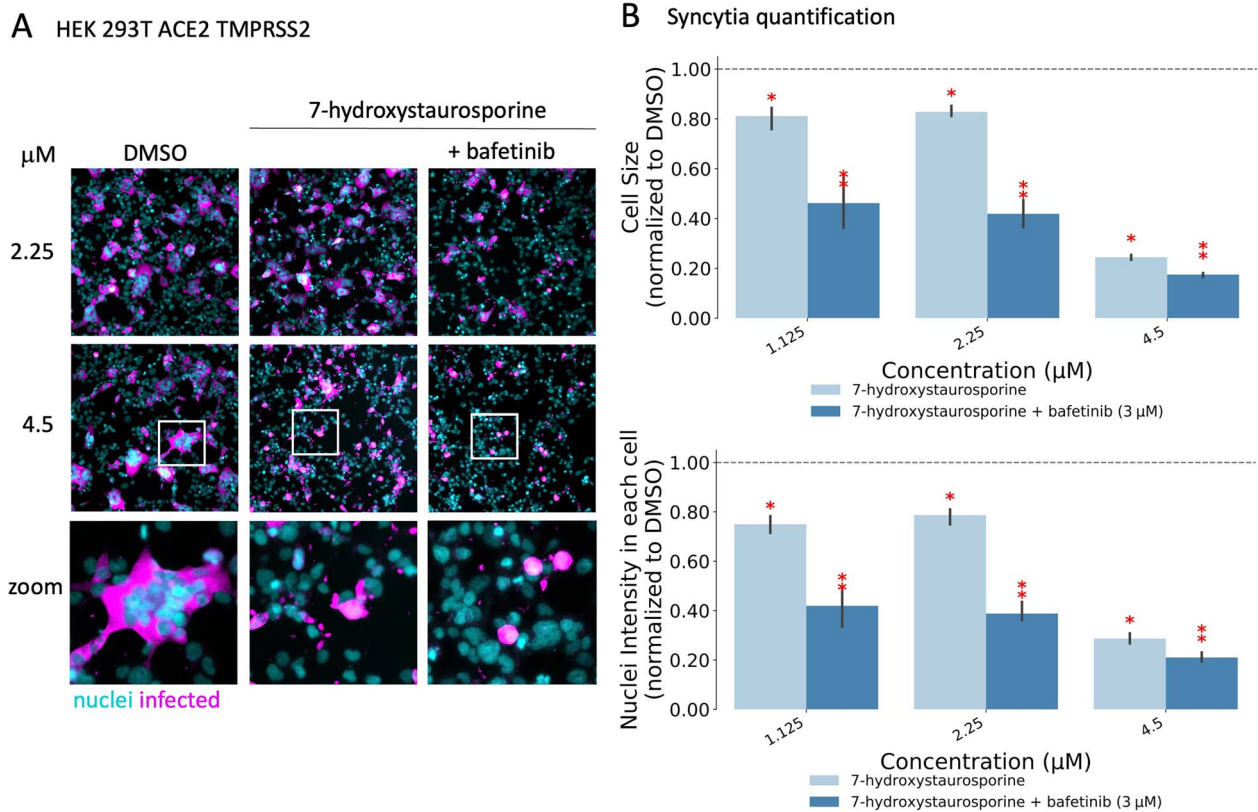 A HEK 293T ACE2 TMPRSS2
7-hydroxystaurosporine
μM DMSO + bafetinib
2.25
4.5
zoom
nuclei infected
B Syncytia quantification
Cell Size
(normalized to DMSO)
1.00
0.80
0.60
0.40
0.20
0.00
* ** * ** * **
1.125 2.25 4.5
Concentration (μM)
7-hydroxystaurosporine
7-hydroxystaurosporine + bafetinib (3 μM)
Nuclei Intensity in each cell
(normalized to DMSO)
1.00
0.80
0.60
0.40
0.20
0.00
* ** * ** * **
1.125 2.25 4.5
Concentration (μM)
7-hydroxystaurosporine
7-hydroxystaurosporine + bafetinib (3 μM)